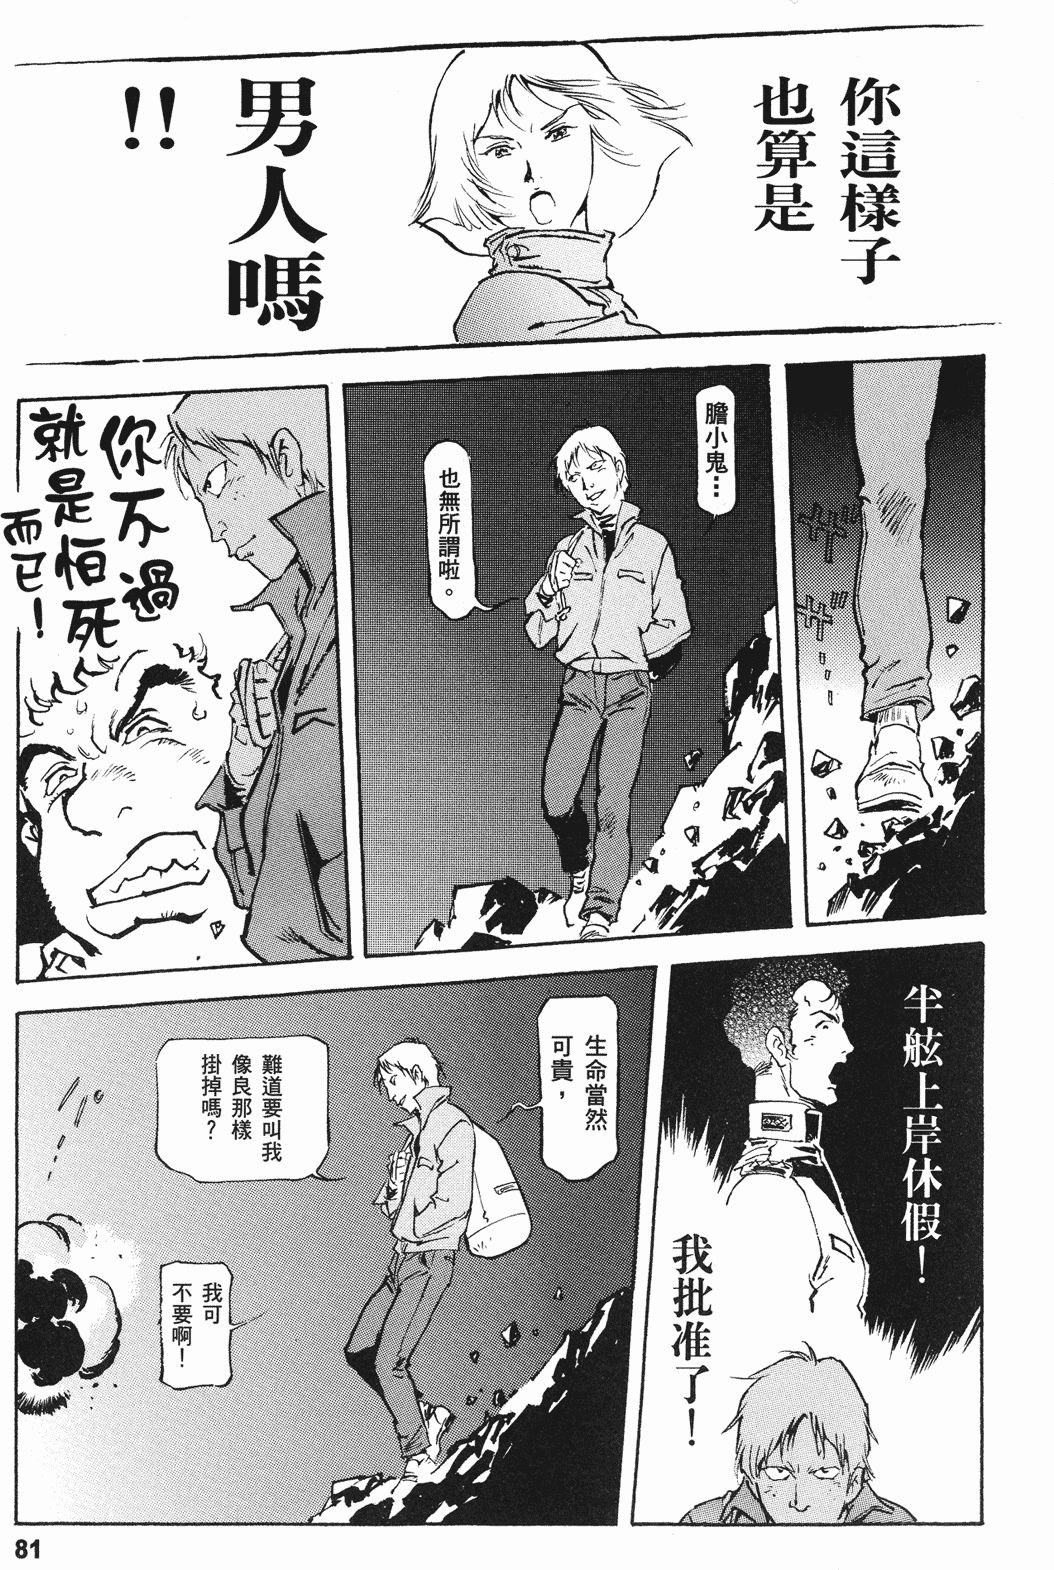 你這樣子
也算是
男人嗎
!!
膽小鬼…
也無所謂啦。
你不過
就是怕死
而已!
半舷上岸休假!
我批准了!
生命當然
可貴，
難道要叫我
像良那樣
掛掉嗎?
我可
不要啊!
81